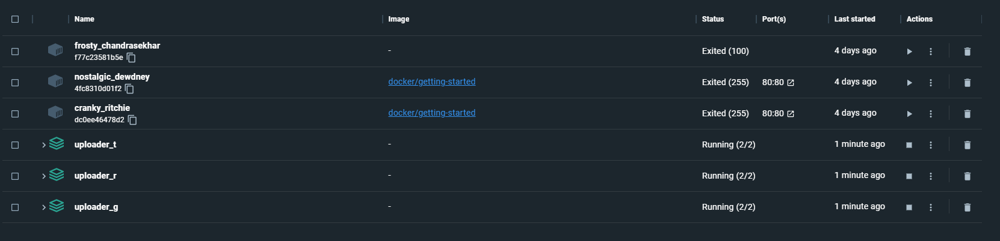 Name Image Status Port(s) Last started Actions
frosty_chandrasekhar
f77c23581b5e - Exited (100) 4 days ago
nostalgic_dewdney
4fc8310d01f2 docker/getting-started Exited (255) 80:80 4 days ago
cranky_ritchie
dc0ee46478d2 docker/getting-started Exited (255) 80:80 4 days ago
uploader_t - Running (2/2) 1 minute ago
uploader_r - Running (2/2) 1 minute ago
uploader_g - Running (2/2) 1 minute ago